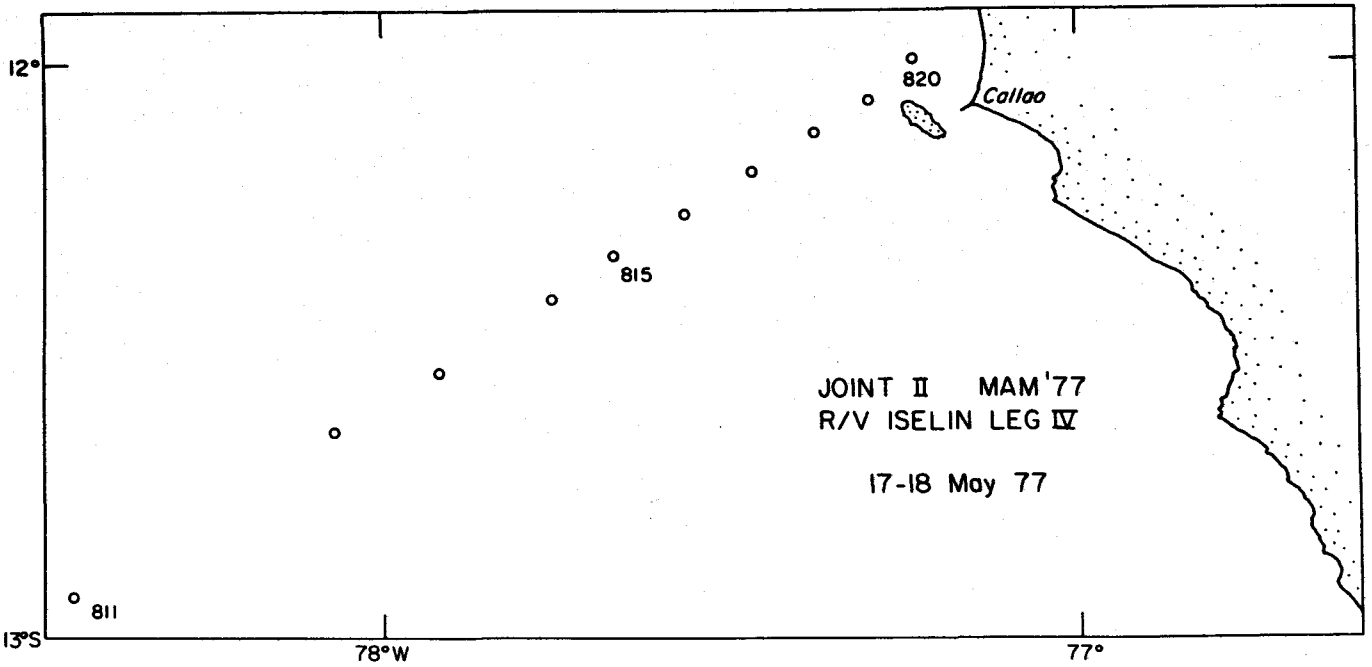 12°
820
Callao
815
JOINT II MAM '77
R/V ISELIN LEG IV
17-18 May 77
811
13°S
78°W
77°